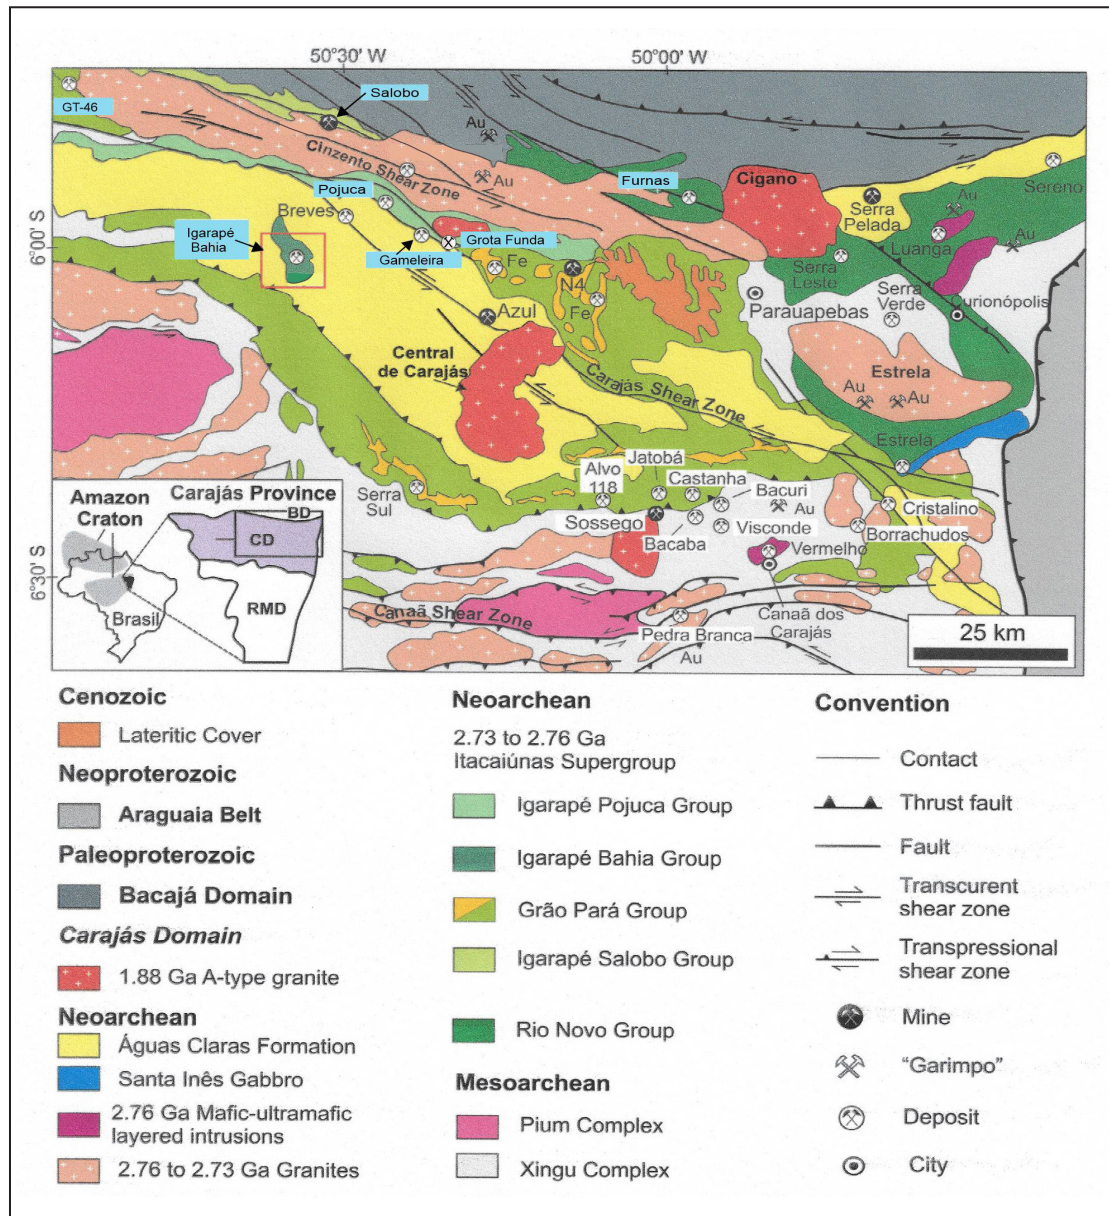 50°30' W
50°00' W
GT-46
Salobo
Au
Cinzento Shear Zone
Au
Pojuca
Furnas
Cigano
Sereno
Breves
Serra
Pelada
Au
Igarapé
Bahia
6°00' S
Gameleira
Grota Funda
Luanga
Au
Fe
N4
Serra
Leste
Fe
Serra
Verde
Curionópolis
Parauapebas
Azul
Central
de Carajás
Carajás Shear Zone
Estrela
Au
Au
Estrela
Serra
Sul
Alvo
118
Jatobá
Castanha
Bacuri
Au
Cristalino
Sossego
Bacaba
Visconde
Borrachudos
Vermelho
6°30' S
Canaã Shear Zone
Canaã dos
Carajás
Pedra Branca
Au
25 km
Amazon
Craton
Carajás Province
BD
CD
RMD
Brasil
Cenozoic
Lateritic Cover
Neoproterozoic
Araguaia Belt
Paleoproterozoic
Bacajá Domain
Carajás Domain
1.88 Ga A-type granite
Neoarchean
Águas Claras Formation
Santa Inês Gabbro
2.76 Ga Mafic-ultramafic
layered intrusions
2.76 to 2.73 Ga Granites
Neoarchean
2.73 to 2.76 Ga
Itacaiúnas Supergroup
Igarapé Pojuca Group
Igarapé Bahia Group
Grão Pará Group
Igarapé Salobo Group
Rio Novo Group
Mesoarchean
Pium Complex
Xingu Complex
Convention
Contact
Thrust fault
Fault
Transcurent
shear zone
Transpressional
shear zone
Mine
"Garimpo"
Deposit
City